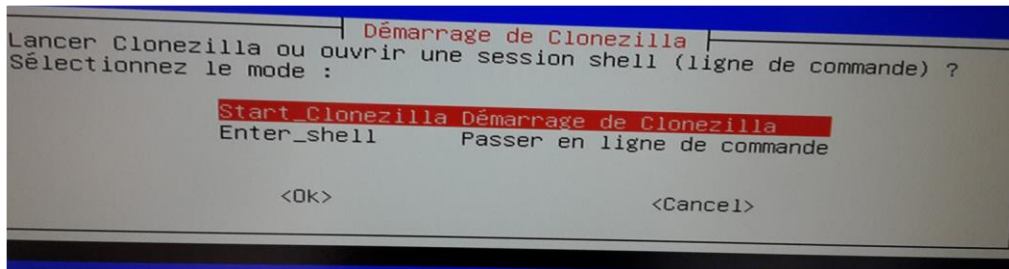 Démarrage de Clonezilla
Lancer Clonezilla ou ouvrir une session shell (ligne de commande) ?
Sélectionnez le mode :
Start_Clonezilla Démarrage de Clonezilla
Enter_shell Passer en ligne de commande
<Ok> <Cancel>